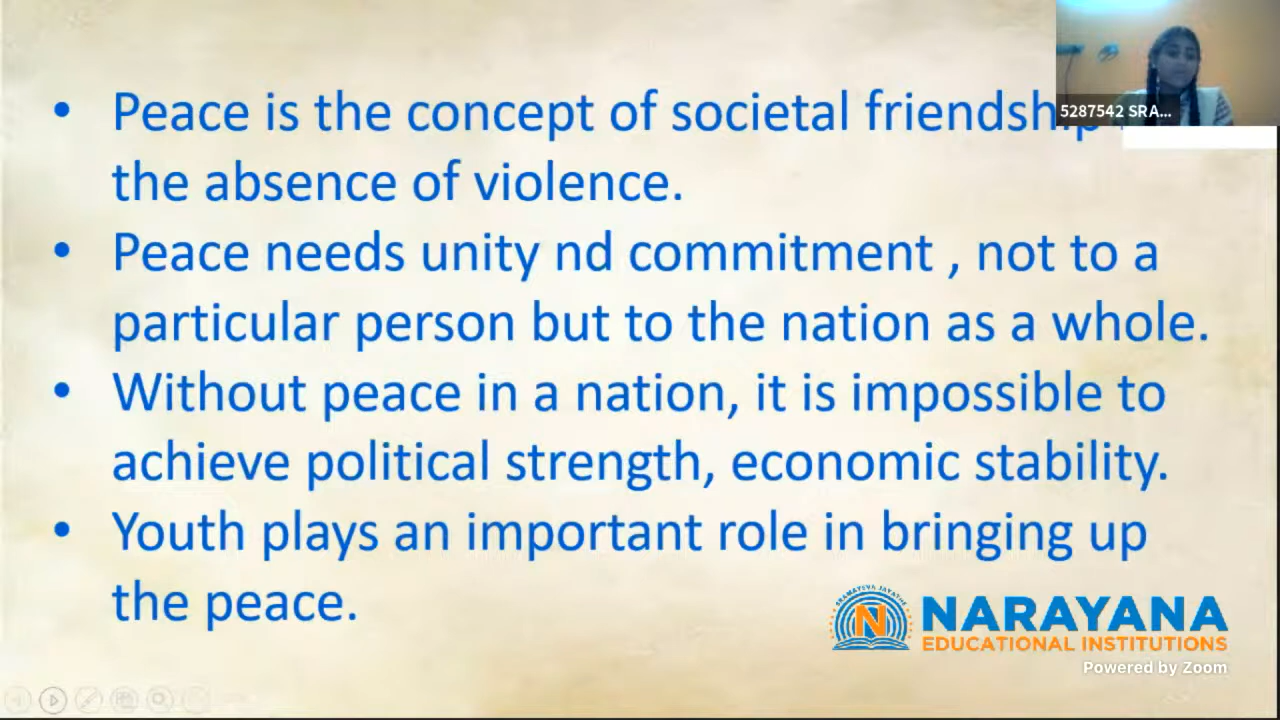 • Peace is the concept of societal friendship
5287542 SRA...
the absence of violence.
• Peace needs unity nd commitment , not to a
particular person but to the nation as a whole.
• Without peace in a nation, it is impossible to
achieve political strength, economic stability.
• Youth plays an important role in bringing up
the peace.
SRAMAYEVA JAYATHE
N
NARAYANA
EDUCATIONAL INSTITUTIONS
Powered by Zoom